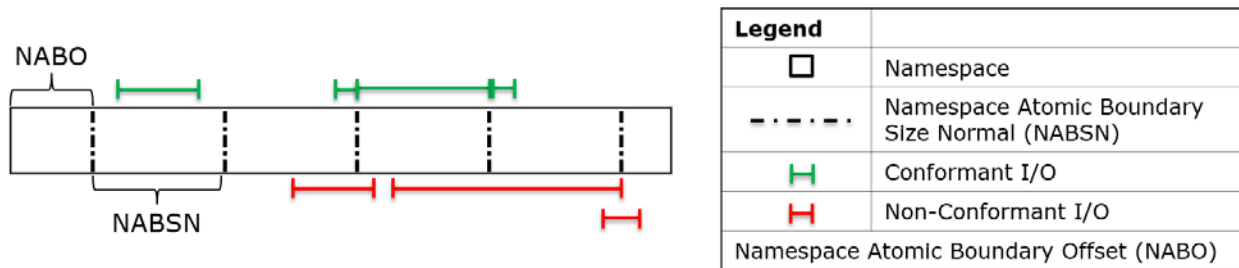 NABO
NABSN
Legend
Namespace
Namespace Atomic Boundary
Size Normal (NABSN)
Conformant I/O
Non-Conformant I/O
Namespace Atomic Boundary Offset (NABO)